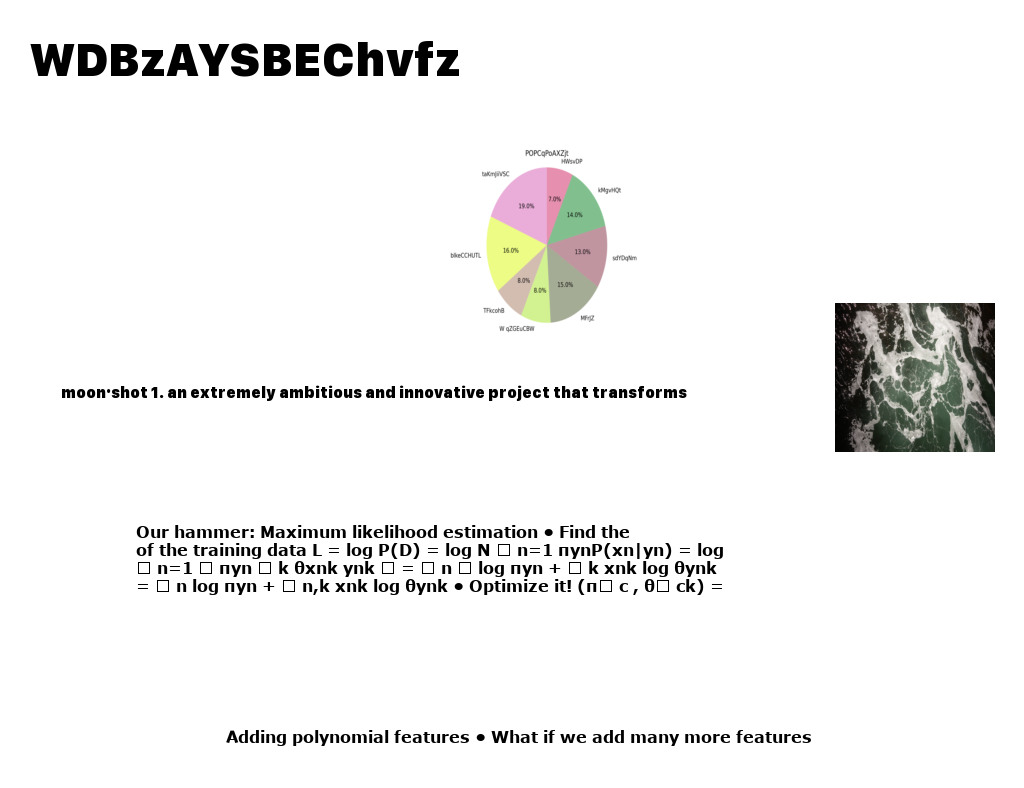 WDBzAYSBEChvfz
POPCqPoAXZjt
HWsvDP
taKmJiiVSC
kMgvHQt
7.0%
19.0%
14.0%
16.0%
13.0%
blkeCCHUTL
sdYDqNm
8.0%
15.0%
8.0%
TFkcohB
MFrjZ
W qZGEuCBW
moon·shot 1. an extremely ambitious and innovative project that transforms
Our hammer: Maximum likelihood estimation • Find the
of the training data L = log P(D) = log N □ n=1 πynP(xn|yn) = log
□ n=1 □ πyn □ k θxnk ynk □ = □ n □ log πyn + □ k xnk log θynk
= □ n log πyn + □ n,k xnk log θynk • Optimize it! (π□ c , θ□ ck) =
Adding polynomial features • What if we add many more features